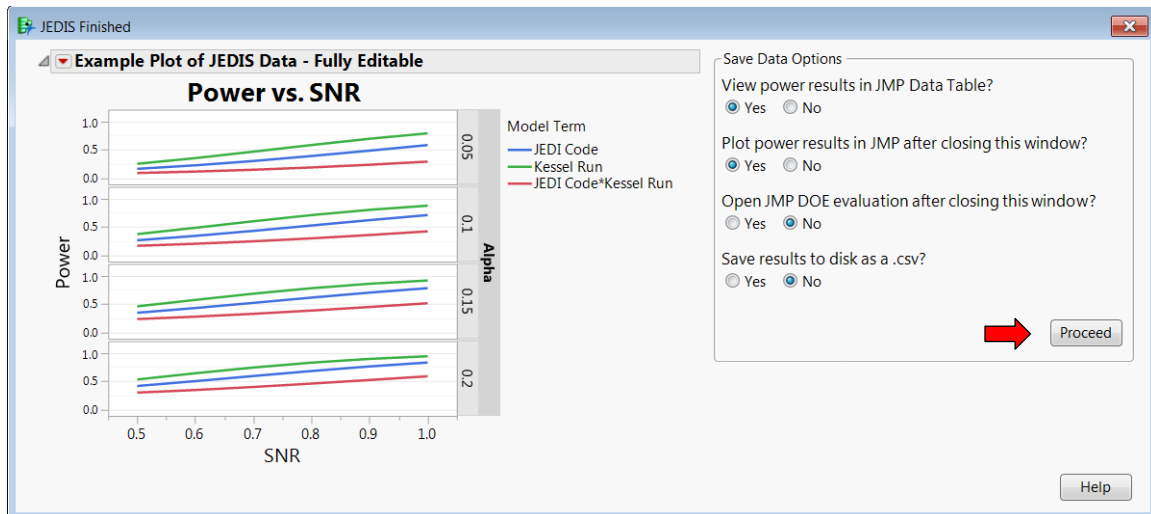 JEDIS Finished
Example Plot of JEDIS Data - Fully Editable
Power vs. SNR
Power
1.0
0.5
0.0
0.05
1.0
0.5
0.0
0.1
1.0
0.5
0.0
0.15
1.0
0.5
0.0
0.2
Alpha
0.5 0.6 0.7 0.8 0.9 1.0
SNR
Model Term
JEDI Code
Kessel Run
JEDI Code*Kessel Run
Save Data Options
View power results in JMP Data Table?
Yes No
Plot power results in JMP after closing this window?
Yes No
Open JMP DOE evaluation after closing this window?
Yes No
Save results to disk as a .csv?
Yes No
Proceed
Help